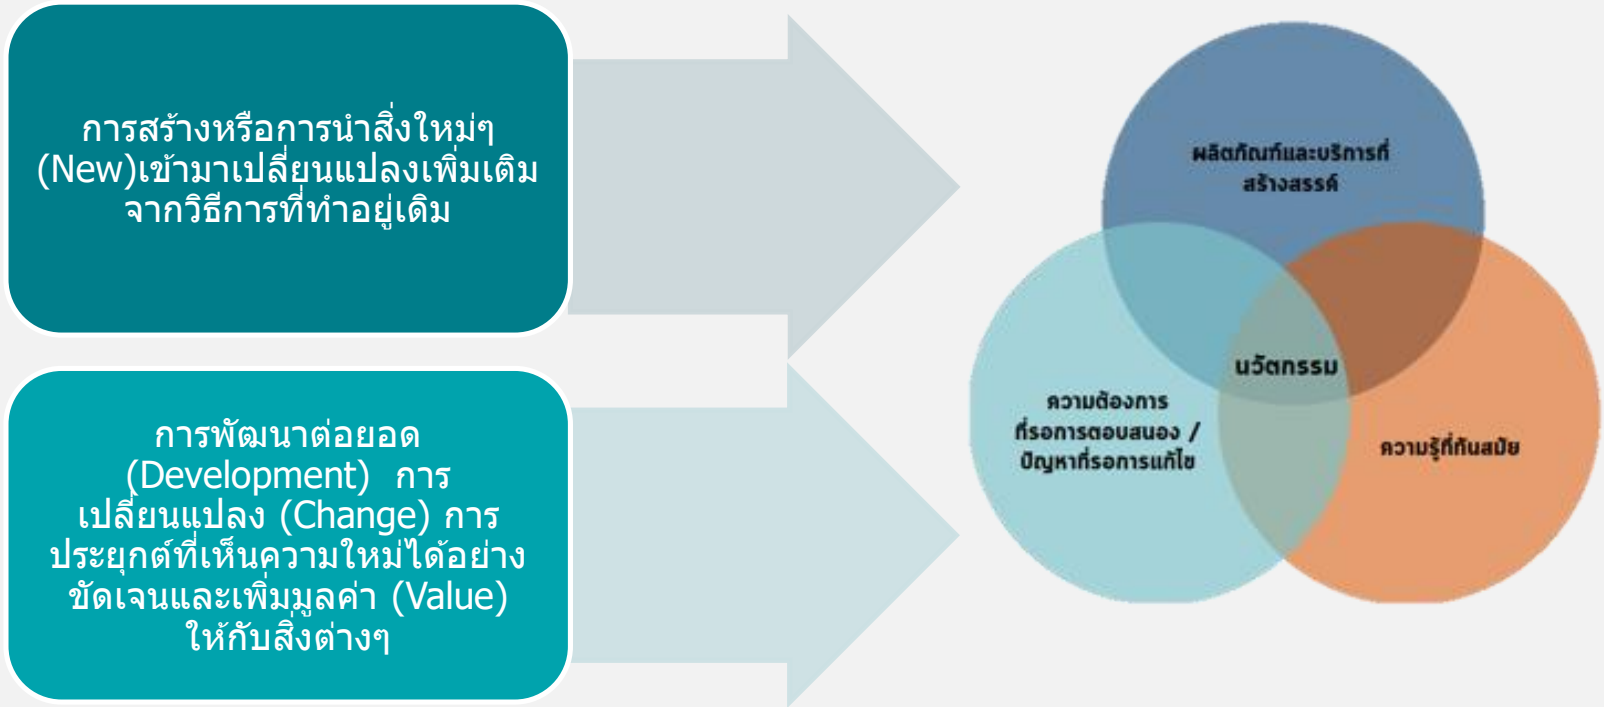 การสร้างหรือการนำสิ่งใหม่ๆ
(New)เข้ามาเปลี่ยนแปลงเพิ่มเติม
จากวิธีการที่ทำอยู่เดิม
การพัฒนาต่อยอด
(Development)  การ
เปลี่ยนแปลง (Change) การ
ประยุกต์ที่เห็นความใหม่ได้อย่าง
ขัดเจนและเพิ่มมูลค่า (Value)
ให้กับสิ่งต่างๆ
ผลิตภัณฑ์และบริการที่
สร้างสรรค์
นวัตกรรม
ความต้องการ
ที่รอการตอบสนอง /
ปัญหาที่รอการแก้ไข
ความรู้ที่ทันสมัย